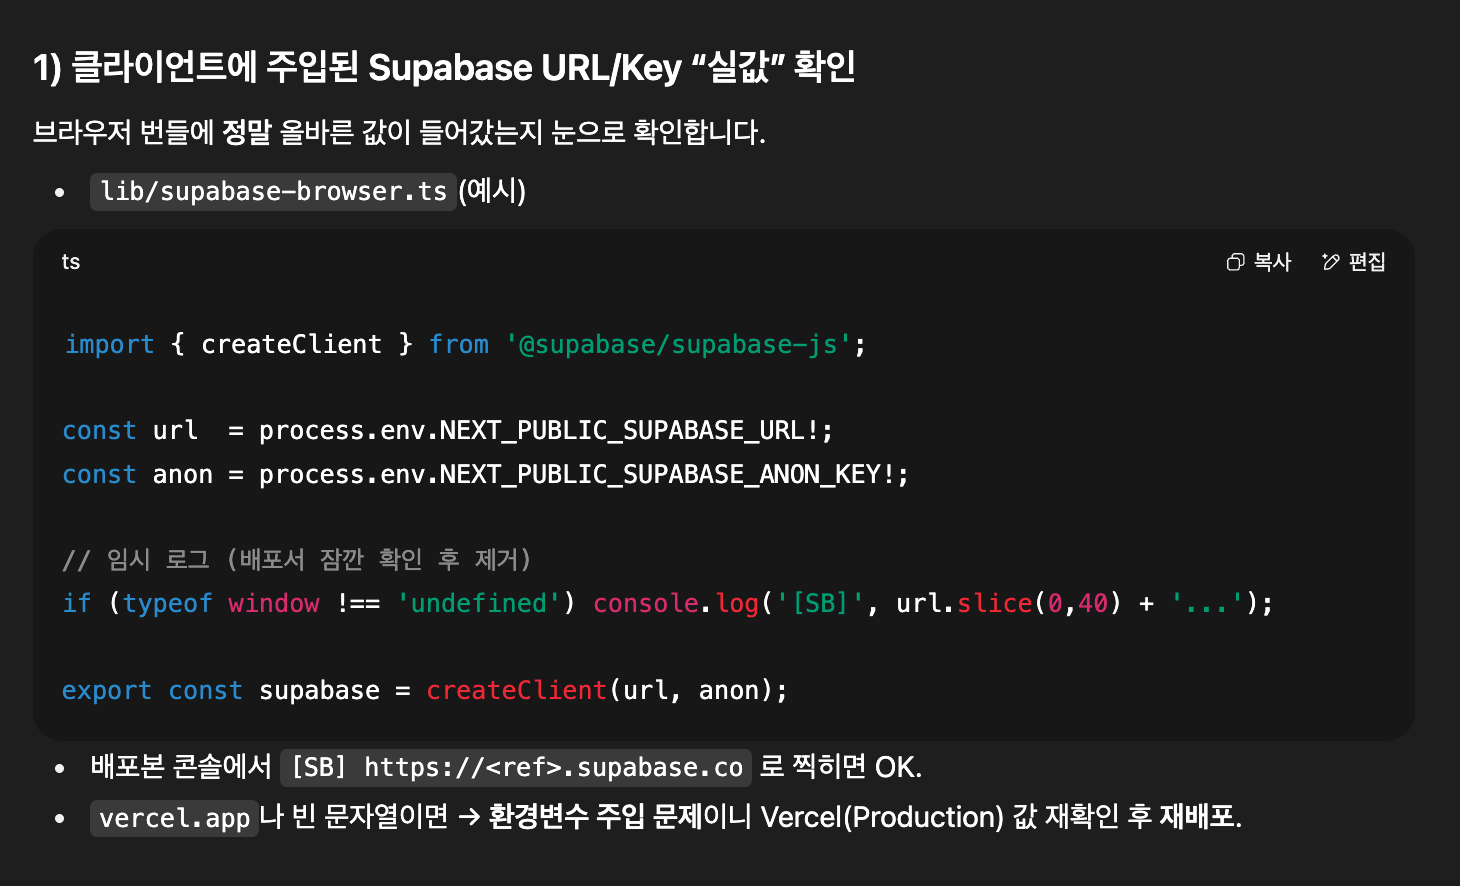 1) 클라이언트에 주입된 Supabase URL/Key “실값” 확인
브라우저 번들에 정말 올바른 값이 들어갔는지 눈으로 확인합니다.
• lib/supabase-browser.ts (예시)
ts 복사 편집
import { createClient } from '@supabase/supabase-js';
const url  = process.env.NEXT_PUBLIC_SUPABASE_URL!;
const anon = process.env.NEXT_PUBLIC_SUPABASE_ANON_KEY!;
// 임시 로그 (배포서 잠깐 확인 후 제거)
if (typeof window !== 'undefined') console.log('[SB]', url.slice(0,40) + '...');
export const supabase = createClient(url, anon);
• 배포본 콘솔에서 [SB] https://<ref>.supabase.co 로 찍히면 OK.
• vercel.app 나 빈 문자열이면 → 환경변수 주입 문제이니 Vercel(Production) 값 재확인 후 재배포.